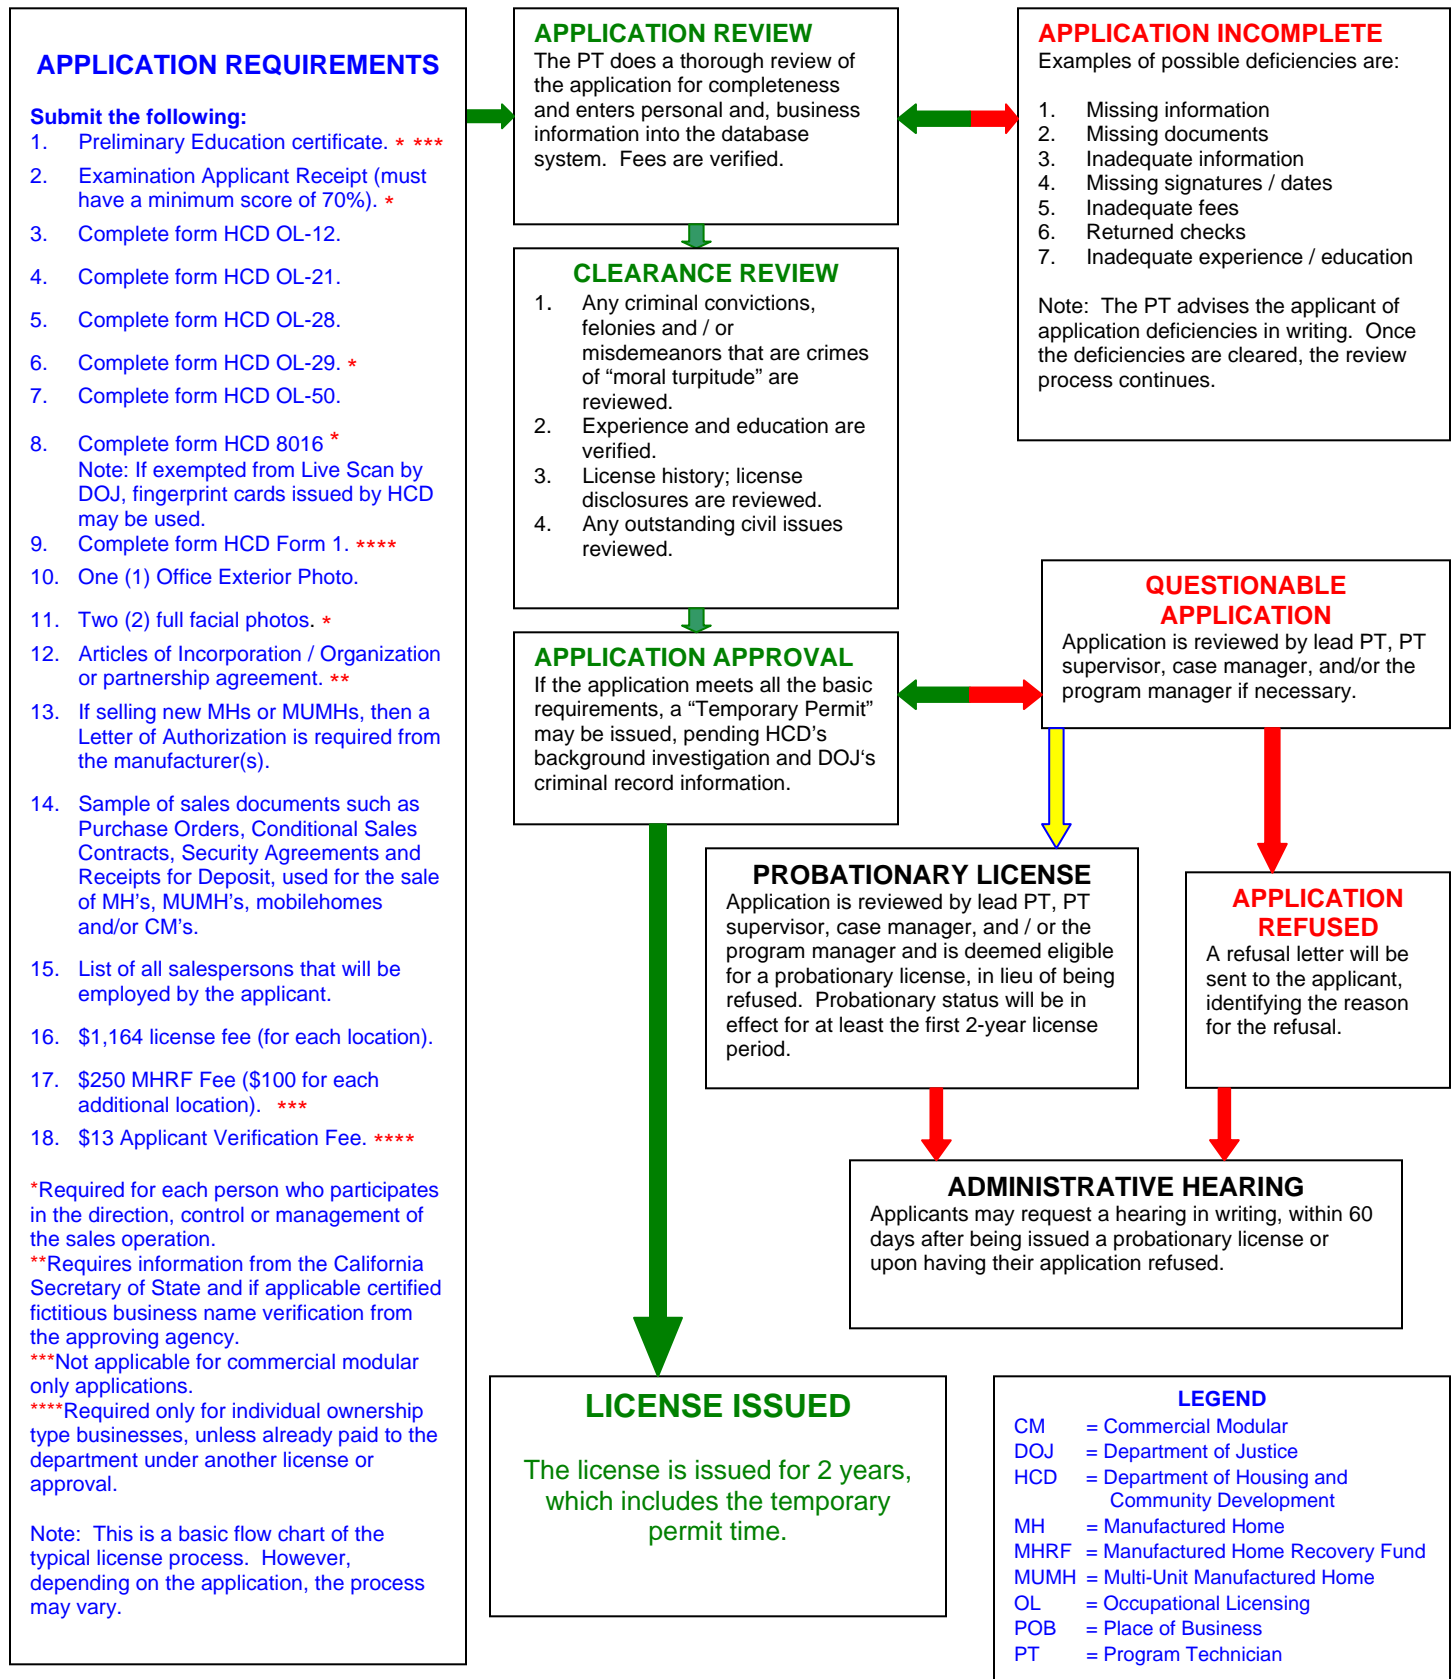 APPLICATION REQUIREMENTS
Submit the following:
1. Preliminary Education certificate. * ***
2. Examination Applicant Receipt (must
have a minimum score of 70%). *
3. Complete form HCD OL-12.
4. Complete form HCD OL-21.
5. Complete form HCD OL-28.
6. Complete form HCD OL-29. *
7. Complete form HCD OL-50.
8. Complete form HCD 8016 *
Note: If exempted from Live Scan by
DOJ, fingerprint cards issued by HCD
may be used.
9. Complete form HCD Form 1. ****
10. One (1) Office Exterior Photo.
11. Two (2) full facial photos. *
12. Articles of Incorporation / Organization
or partnership agreement. **
13. If selling new MHs or MUMHs, then a
Letter of Authorization is required from
the manufacturer(s).
14. Sample of sales documents such as
Purchase Orders, Conditional Sales
Contracts, Security Agreements and
Receipts for Deposit, used for the sale
of MH's, MUMH's, mobilehomes
and/or CM's.
15. List of all salespersons that will be
employed by the applicant.
16. $1,164 license fee (for each location).
17. $250 MHRF Fee ($100 for each
additional location). ***
18. $13 Applicant Verification Fee. ****
*Required for each person who participates
in the direction, control or management of
the sales operation.
**Requires information from the California
Secretary of State and if applicable certified
fictitious business name verification from
the approving agency.
***Not applicable for commercial modular
only applications.
****Required only for individual ownership
type businesses, unless already paid to the
department under another license or
approval.
Note: This is a basic flow chart of the
typical license process. However,
depending on the application, the process
may vary.
APPLICATION REVIEW
The PT does a thorough review of
the application for completeness
and enters personal and, business
information into the database
system. Fees are verified.
APPLICATION INCOMPLETE
Examples of possible deficiencies are:
1. Missing information
2. Missing documents
3. Inadequate information
4. Missing signatures / dates
5. Inadequate fees
6. Returned checks
7. Inadequate experience / education
Note: The PT advises the applicant of
application deficiencies in writing. Once
the deficiencies are cleared, the review
process continues.
CLEARANCE REVIEW
1. Any criminal convictions,
felonies and / or
misdemeanors that are crimes
of “moral turpitude” are
reviewed.
2. Experience and education are
verified.
3. License history; license
disclosures are reviewed.
4. Any outstanding civil issues
reviewed.
APPLICATION APPROVAL
If the application meets all the basic
requirements, a “Temporary Permit”
may be issued, pending HCD’s
background investigation and DOJ‘s
criminal record information.
QUESTIONABLE
APPLICATION
Application is reviewed by lead PT, PT
supervisor, case manager, and/or the
program manager if necessary.
PROBATIONARY LICENSE
Application is reviewed by lead PT, PT
supervisor, case manager, and / or the
program manager and is deemed eligible
for a probationary license, in lieu of being
refused. Probationary status will be in
effect for at least the first 2-year license
period.
APPLICATION
REFUSED
A refusal letter will be
sent to the applicant,
identifying the reason
for the refusal.
ADMINISTRATIVE HEARING
Applicants may request a hearing in writing, within 60
days after being issued a probationary license or
upon having their application refused.
LICENSE ISSUED
The license is issued for 2 years,
which includes the temporary
permit time.
LEGEND
CM = Commercial Modular
DOJ = Department of Justice
HCD = Department of Housing and
Community Development
MH = Manufactured Home
MHRF = Manufactured Home Recovery Fund
MUMH = Multi-Unit Manufactured Home
OL = Occupational Licensing
POB = Place of Business
PT = Program Technician